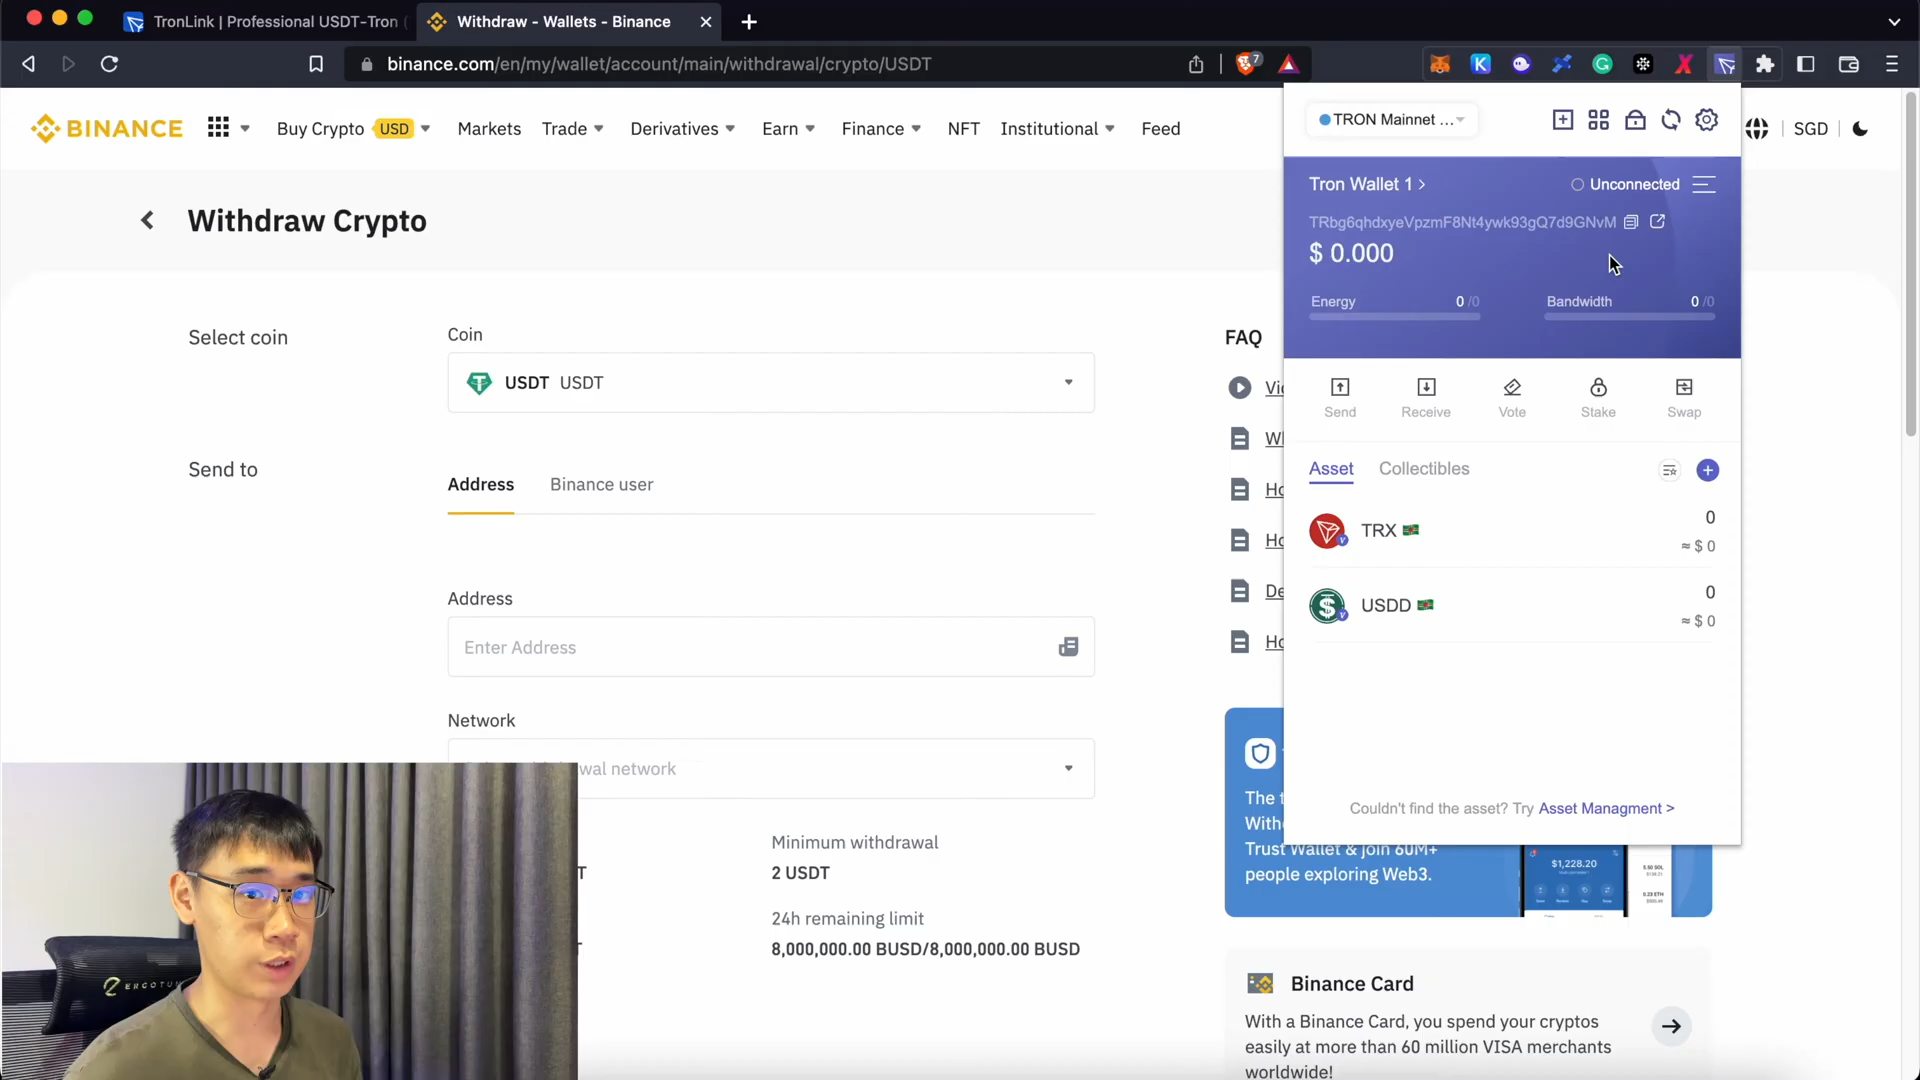 TronLink | Professional USDT-Tron (
Withdraw - Wallets - Binance
binance.com/en/my/wallet/account/main/withdrawal/crypto/USDT
7
BINANCE
Buy Crypto USD
Markets
Trade
Derivatives
Earn
Finance
NFT
Institutional
Feed
SGD
TRON Mainnet ...
Withdraw Crypto
Tron Wallet 1 >
Unconnected
TRbg6qhdxyeVpzmF8Nt4ywk93gQ7d9GNvM
$ 0.000
Energy 0 /0
Bandwidth 0 /0
Select coin
Coin
USDT USDT
FAQ
Send
Receive
Vote
Stake
Swap
Send to
Address
Binance user
Asset
Collectibles
TRX 0
≈ $ 0
USDD 0
≈ $ 0
Address
Enter Address
Network
wal network
Couldn't find the asset? Try Asset Managment >
Minimum withdrawal
2 USDT
24h remaining limit
8,000,000.00 BUSD/8,000,000.00 BUSD
Trust Wallet & join 60M+
people exploring Web3.
$1,228.20
ERGOTUN
Binance Card
With a Binance Card, you spend your cryptos
easily at more than 60 million VISA merchants
worldwide!